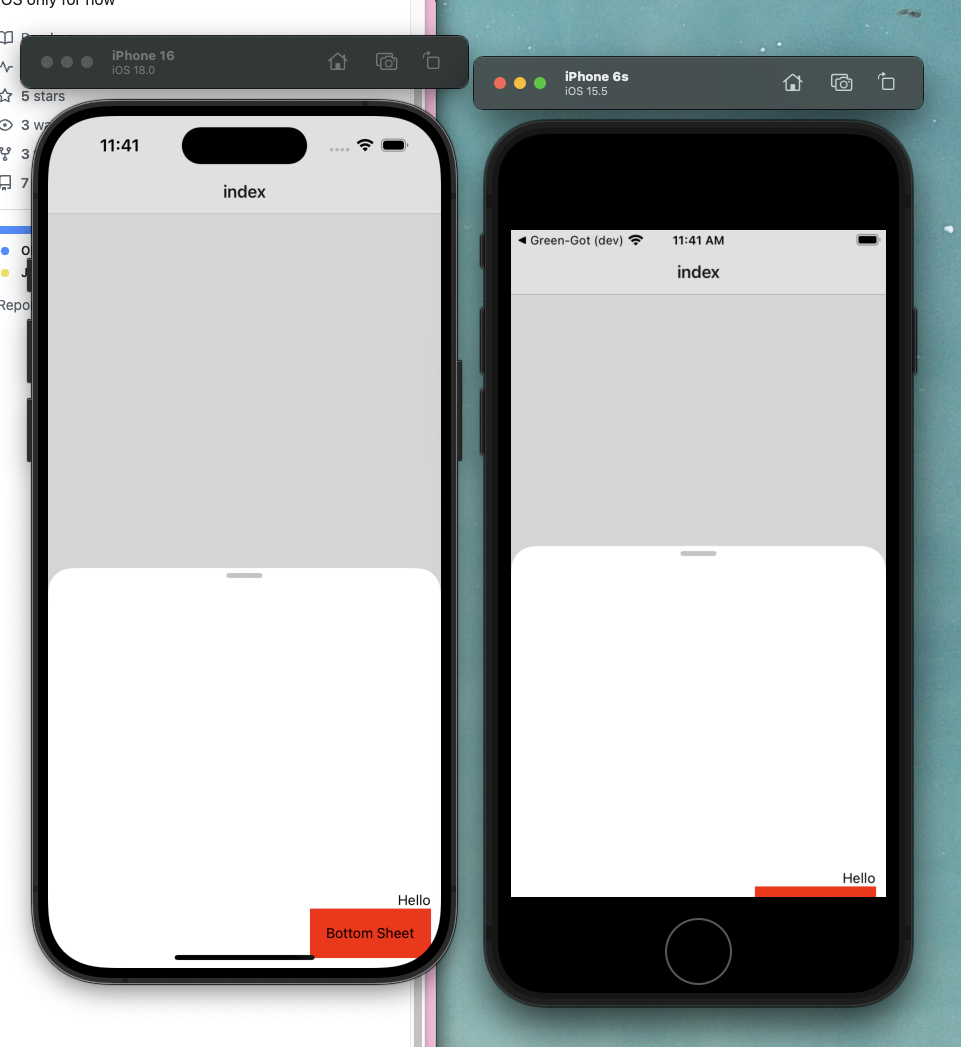 OS only for now
iPhone 16
iOS 18.0
5 stars
3 wa
3
7
O
J
Repo
11:41
index
Hello
Bottom Sheet
iPhone 6s
iOS 15.5
◀ Green-Got (dev)
11:41 AM
index
Hello